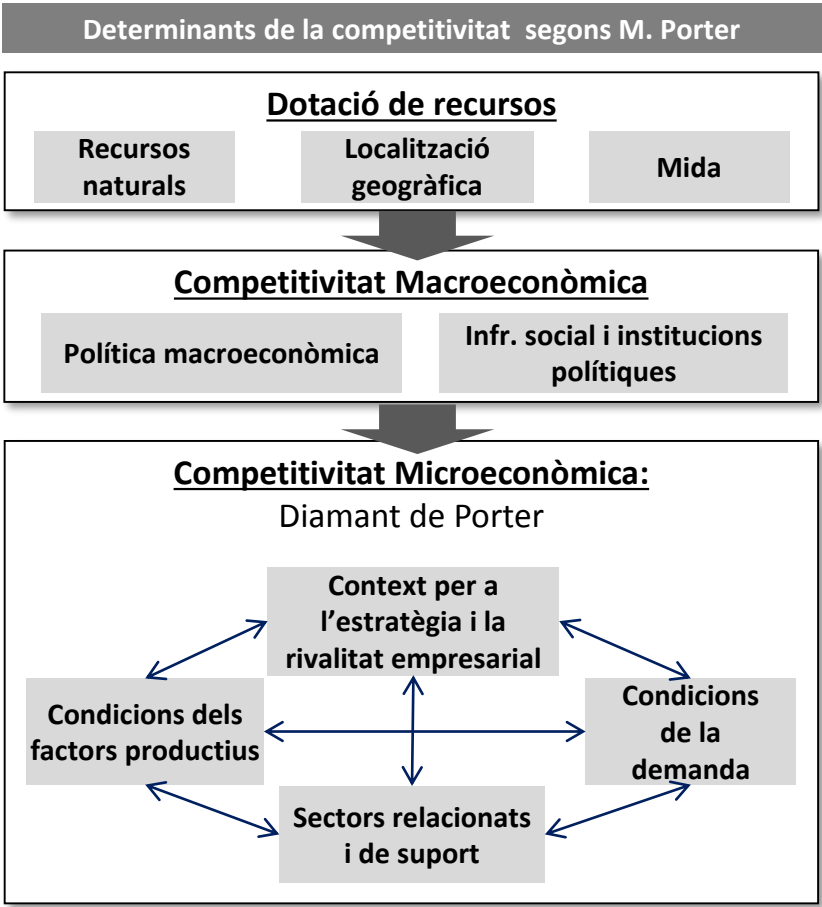 Determinants de la competitivitat segons M. Porter
Dotació de recursos
Recursos
naturals
Localització
geogràfica
Mida
Competitivitat Macroeconòmica
Política macroeconòmica
Infr. social i institucions
polítiques
Competitivitat Microeconòmica:
Diamant de Porter
Context per a
l’estratègia i la
rivalitat empresarial
Condicions dels
factors productius
Condicions
de la
demanda
Sectors relacionats
i de suport